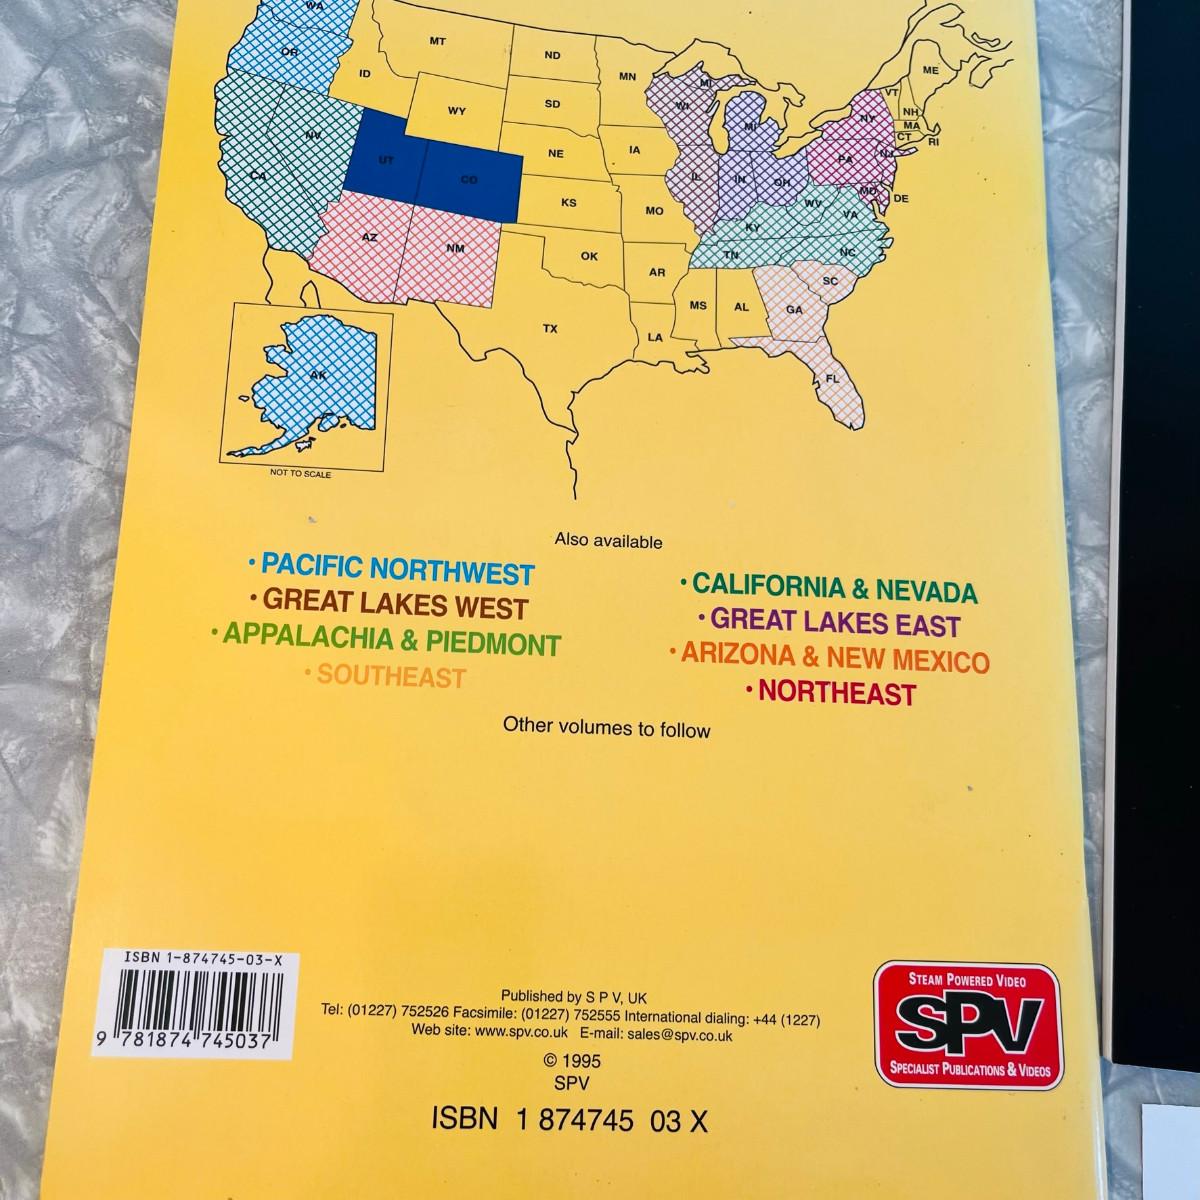 WA
OR
MT
ID
ND
MN
WY
SD
WI
MI
MI
NY
VT
ME
NH
MA
CT
RI
NV
UT
CO
NE
IA
IL
IN
OH
PA
NJ
CA
KS
MO
WV
MD
DE
KY
VA
AZ
NM
OK
AR
TN
NC
SC
TX
MS
AL
GA
LA
FL
AK
NOT TO SCALE
Also available
• PACIFIC NORTHWEST
• CALIFORNIA & NEVADA
• GREAT LAKES WEST
• GREAT LAKES EAST
• APPALACHIA & PIEDMONT
• ARIZONA & NEW MEXICO
• SOUTHEAST
• NORTHEAST
Other volumes to follow
ISBN 1-874745-03-X
9 781874 745037
Published by S P V, UK
Tel: (01227) 752526 Facsimile: (01227) 752555 International dialing: +44 (1227)
Web site: www.spv.co.uk E-mail: sales@spv.co.uk
© 1995
SPV
ISBN 1 874745 03 X
STEAM POWERED VIDEO
SPV
SPECIALIST PUBLICATIONS & VIDEOS